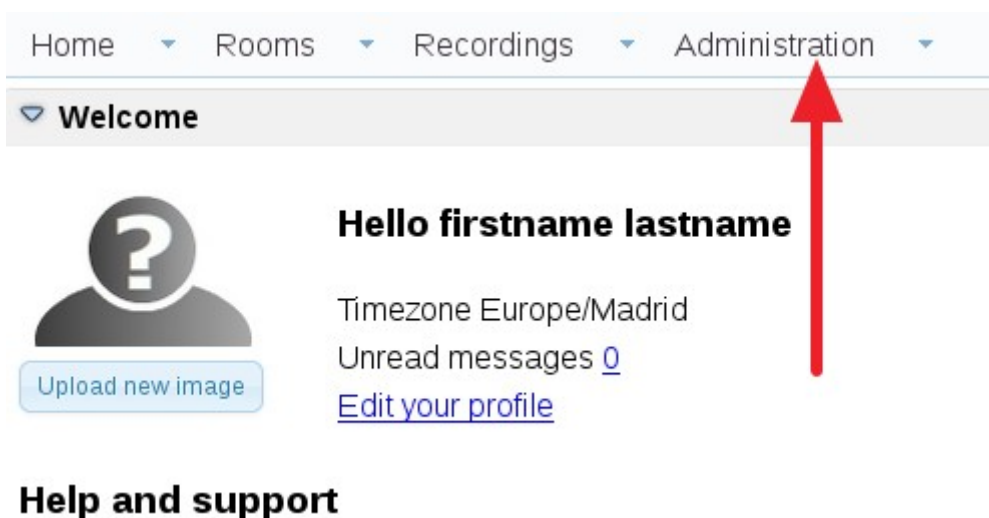 Home Rooms Recordings Administration
Welcome
?
Hello firstname lastname
Timezone Europe/Madrid
Unread messages 0
Upload new image
Edit your profile
Help and support